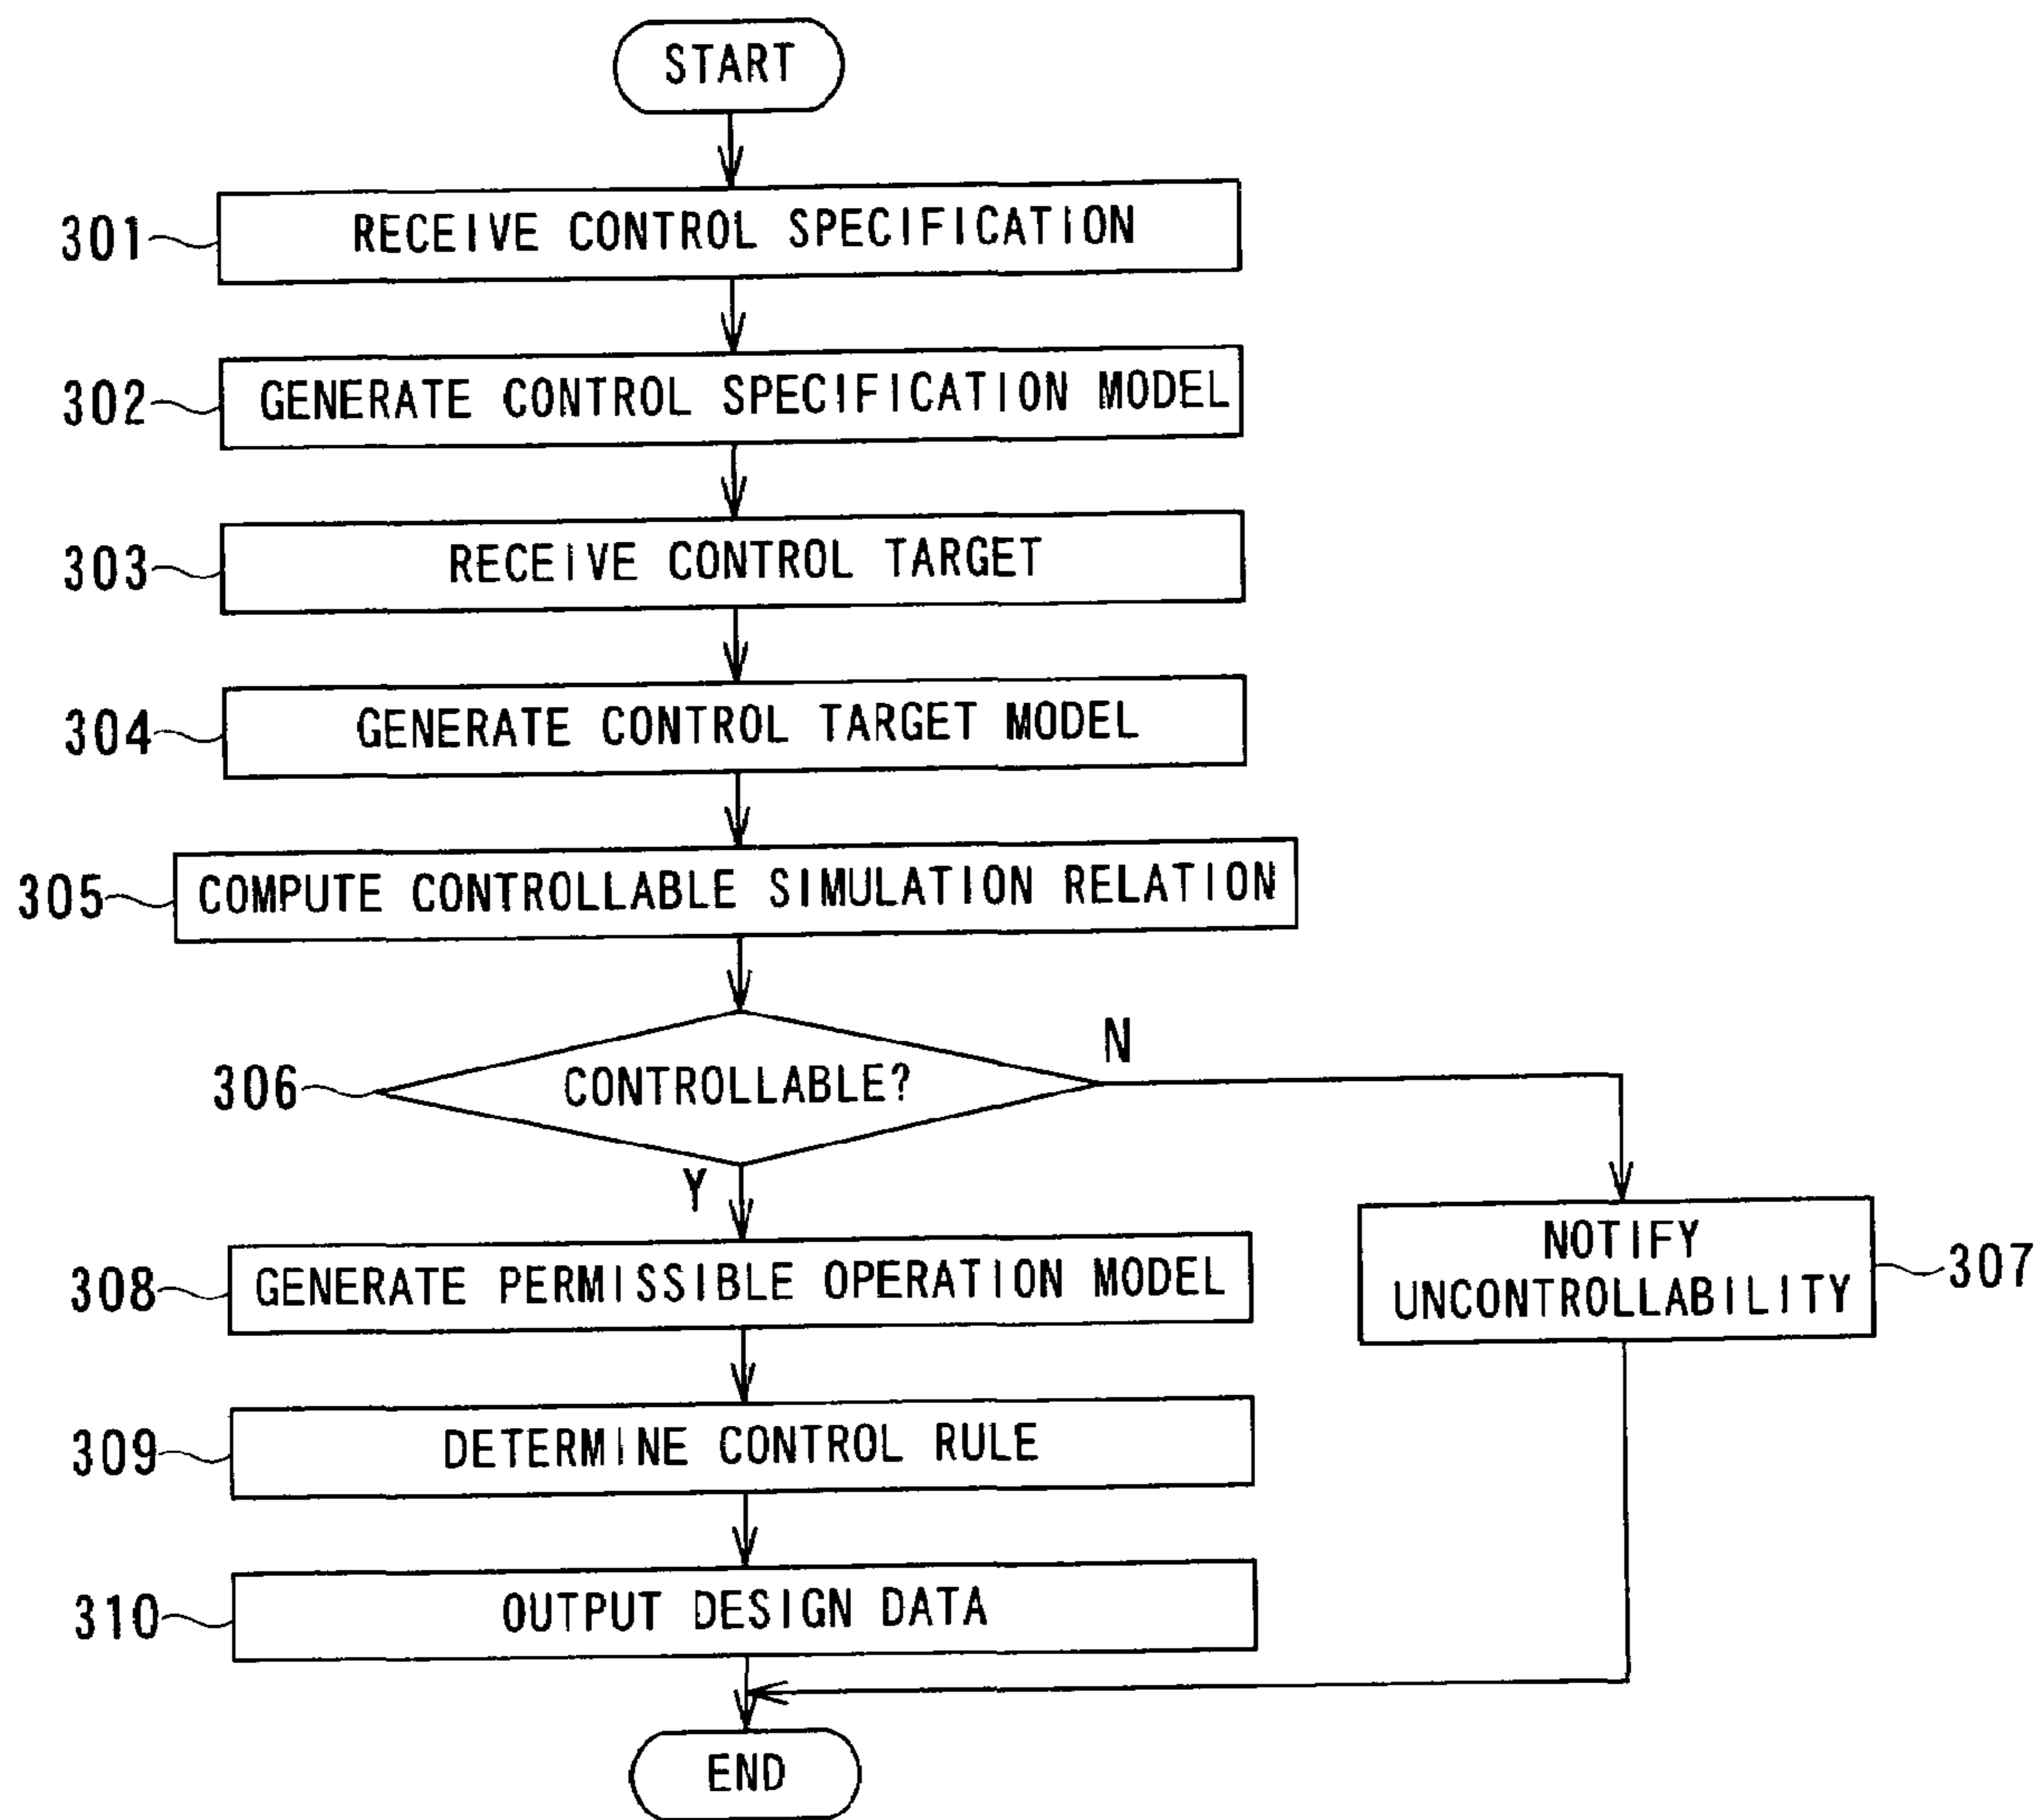 START
301
RECEIVE CONTROL SPECIFICATION
302
GENERATE CONTROL SPECIFICATION MODEL
303
RECEIVE CONTROL TARGET
304
GENERATE CONTROL TARGET MODEL
305
COMPUTE CONTROLLABLE SIMULATION RELATION
306
CONTROLLABLE?
N
Y
NOTIFY
UNCONTROLLABILITY
307
308
GENERATE PERMISSIBLE OPERATION MODEL
309
DETERMINE CONTROL RULE
310
OUTPUT DESIGN DATA
END